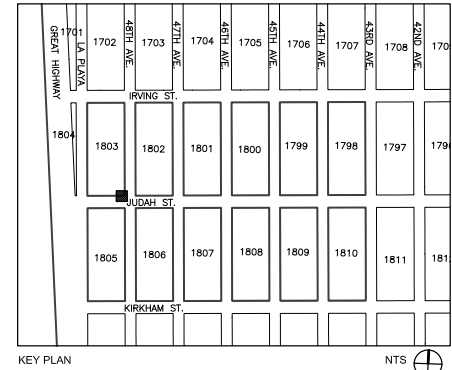 GREAT HIGHWAY
1701
LA PLAYA
1702
48TH AVE.
1703
47TH AVE.
1704
46TH AVE.
1705
45TH AVE.
1706
44TH AVE.
1707
43RD AVE.
1708
42ND AVE.
IRVING ST.
1804
1803
1802
1801
1800
1799
1798
1797
JUDAH ST.
1805
1806
1807
1808
1809
1810
1811
KIRKHAM ST.
KEY PLAN
NTS